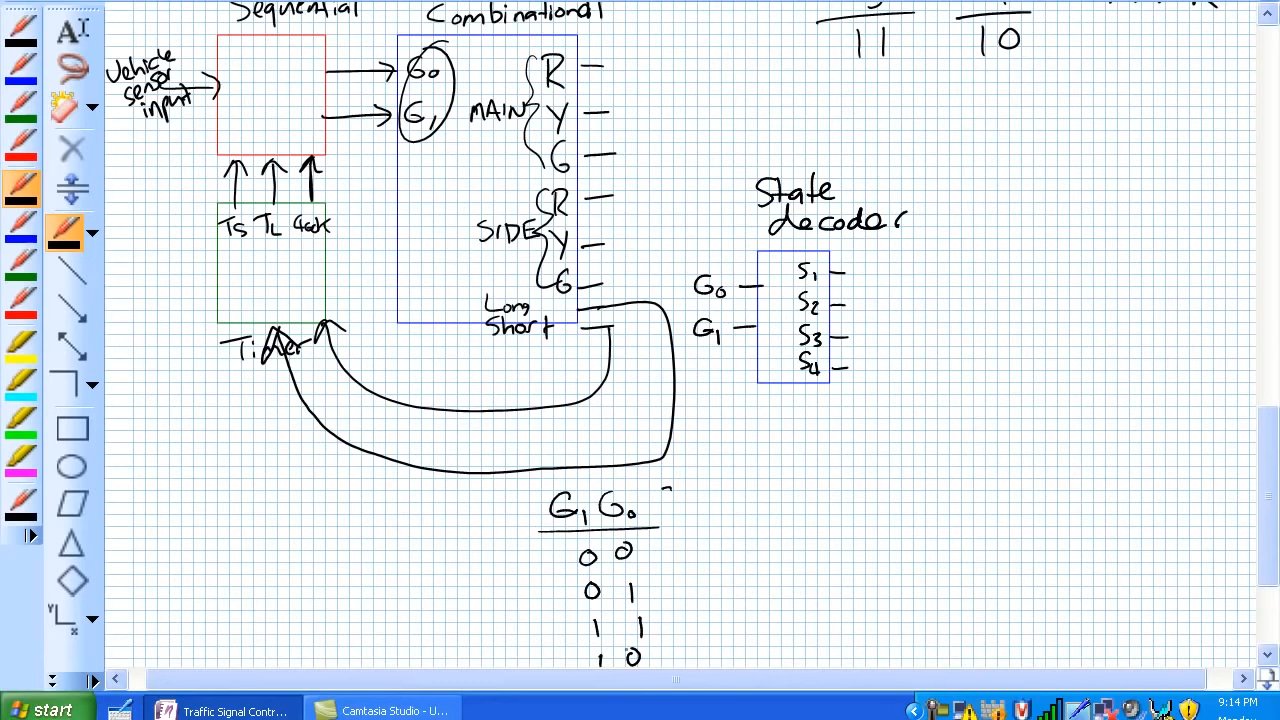 Sequential
Combinational
11 10
Vehicle
sensor
input
G0
G1
MAIN
R
Y
G
SIDE
R
Y
G
Long
Short
TS TL Clock
Timer
State
decoder
G0
G1
S1
S2
S3
S4
G1 G0
0 0
0 1
1 1
1 0
start
Traffic Signal Contr...
Camtasia Studio - U...
9:14 PM
Monday